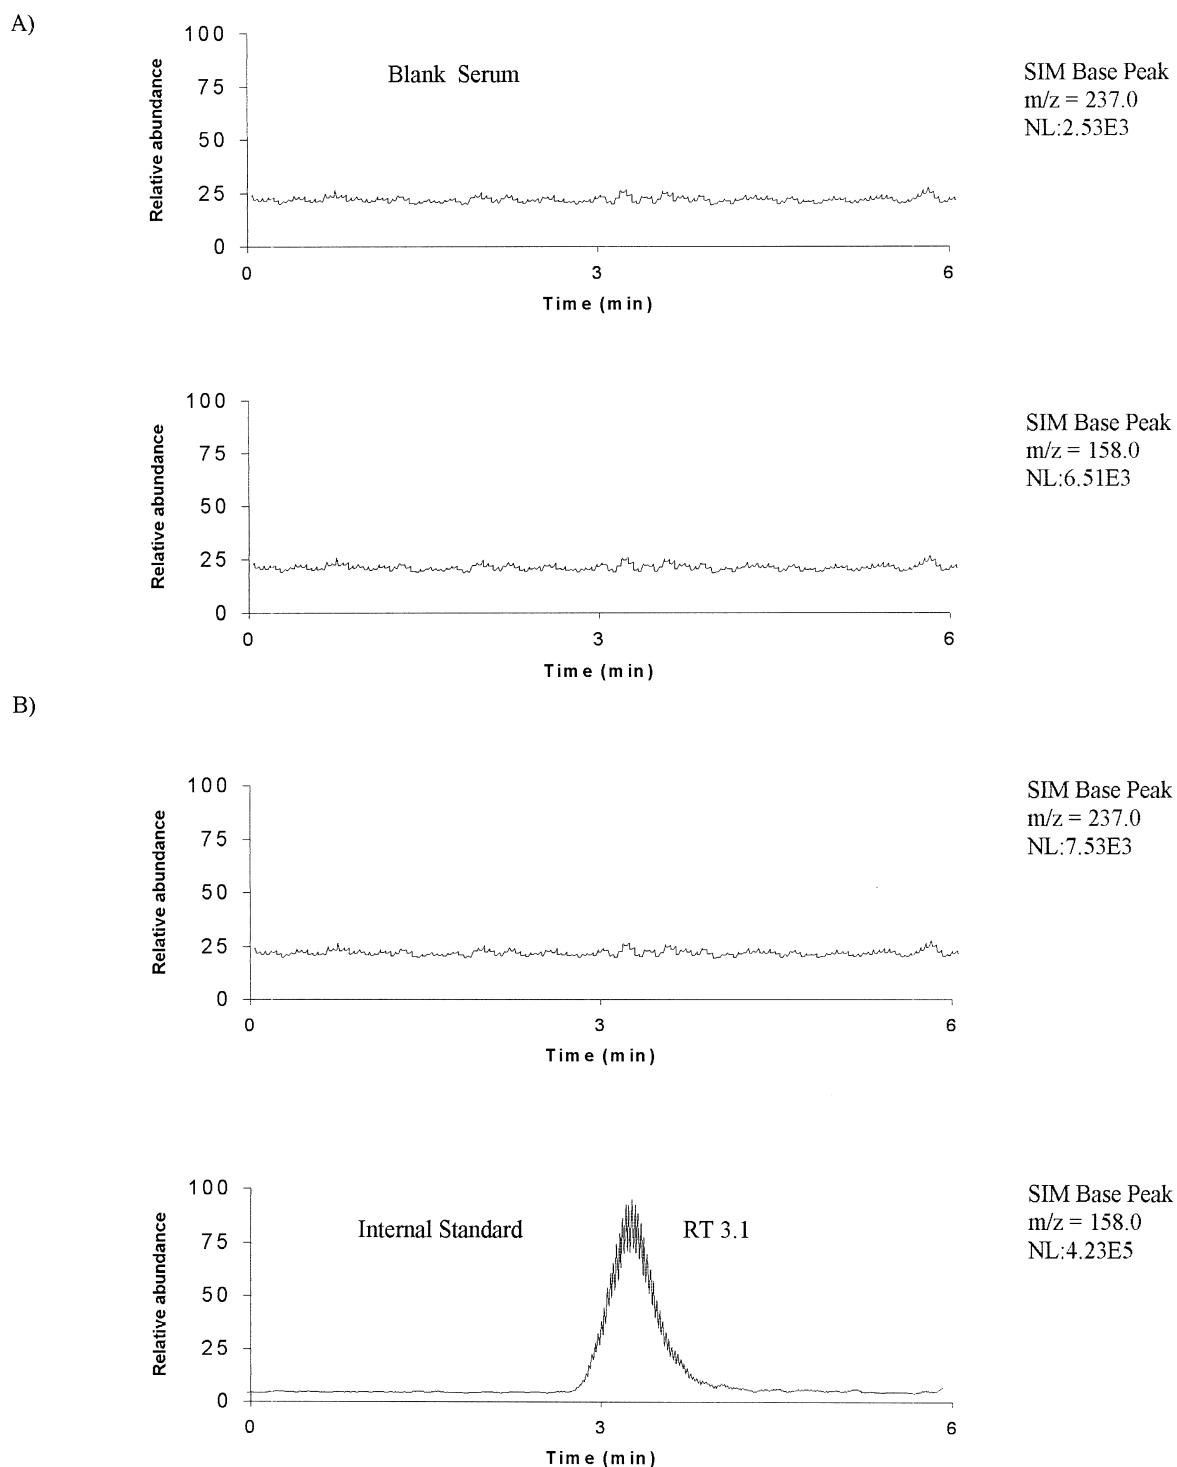 A)
100
75
50
25
0
Relative abundance
Blank Serum
SIM Base Peak
m/z = 237.0
NL:2.53E3
0 3 6
Time (min)
100
75
50
25
0
Relative abundance
SIM Base Peak
m/z = 158.0
NL:6.51E3
0 3 6
Time (min)
B)
100
75
50
25
0
Relative abundance
SIM Base Peak
m/z = 237.0
NL:7.53E3
0 3 6
Time (min)
100
75
50
25
0
Relative abundance
Internal Standard RT 3.1
SIM Base Peak
m/z = 158.0
NL:4.23E5
0 3 6
Time (min)